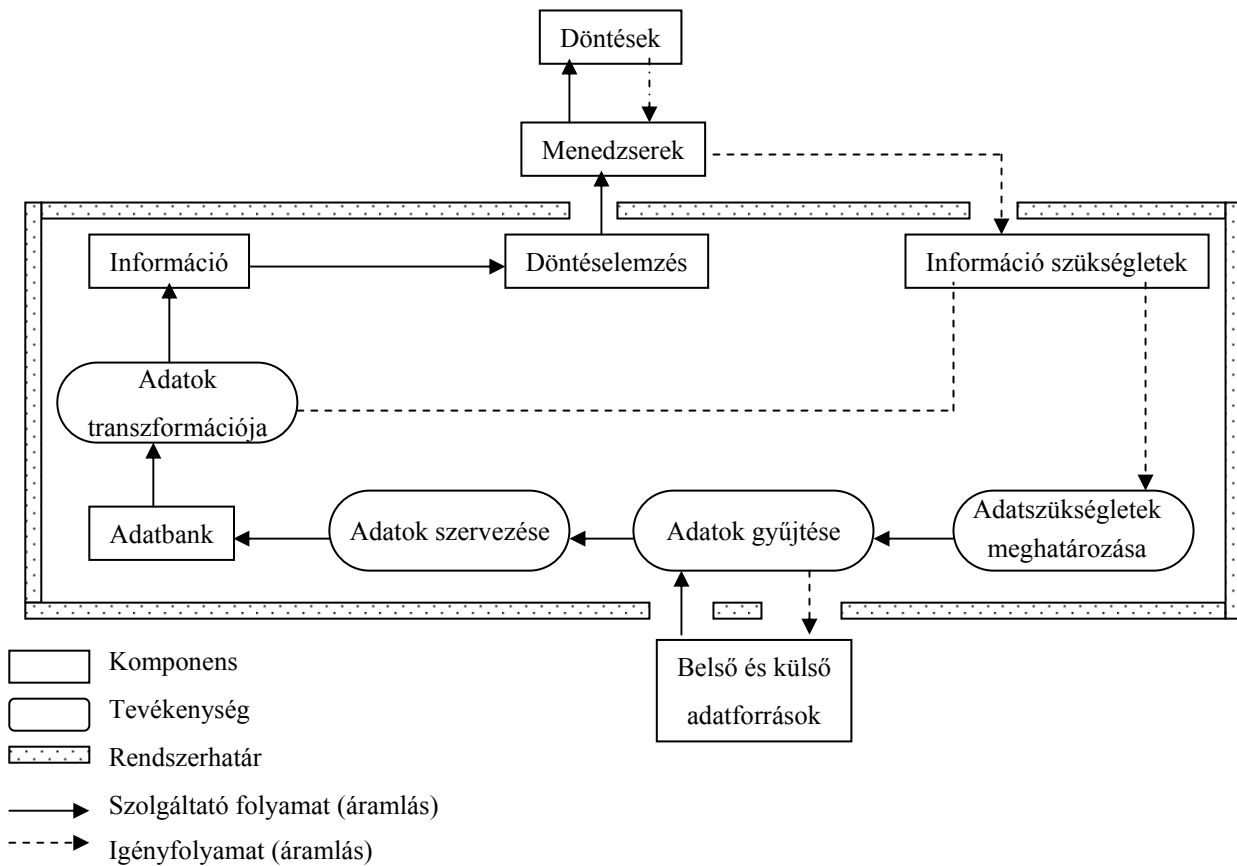 Döntések
Menedzserek
Információ
Döntéselemzés
Információ szükségletek
Adatok
transzformációja
Adatbank
Adatok szervezése
Adatok gyűjtése
Adatszükségletek
meghatározása
Belső és külső
adatforrások
Komponens
Tevékenység
Rendszerhatár
Szolgáltató folyamat (áramlás)
Igényfolyamat (áramlás)